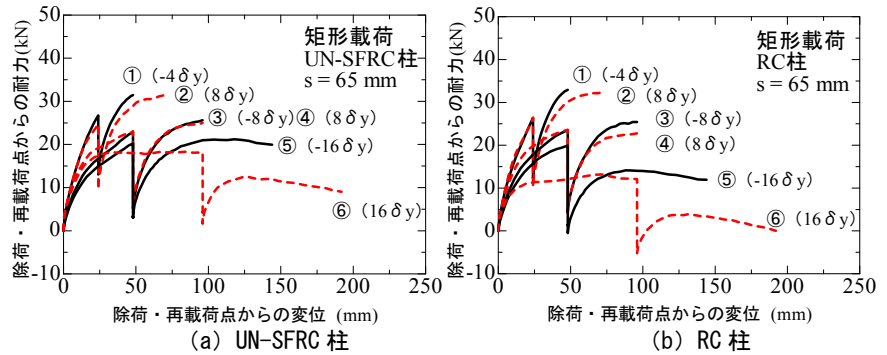 除荷・再載荷点からの耐力(kN)
50
40
30
20
10
0
-10
矩形載荷
UN-SFRC柱
s = 65 mm
① (-4δy)
② (8δy)
③ (-8δy)④ (8δy)
⑤ (-16δy)
⑥ (16δy)
0 50 100 150 200 250
除荷・再載荷点からの変位 (mm)
(a) UN-SFRC 柱
除荷・再載荷点からの耐力(kN)
50
40
30
20
10
0
-10
矩形載荷
RC柱
s = 65 mm
① (-4δy)
② (8δy)
③ (-8δy)
④ (8δy)
⑤ (-16δy)
⑥ (16δy)
0 50 100 150 200 250
除荷・再載荷点からの変位 (mm)
(b) RC 柱